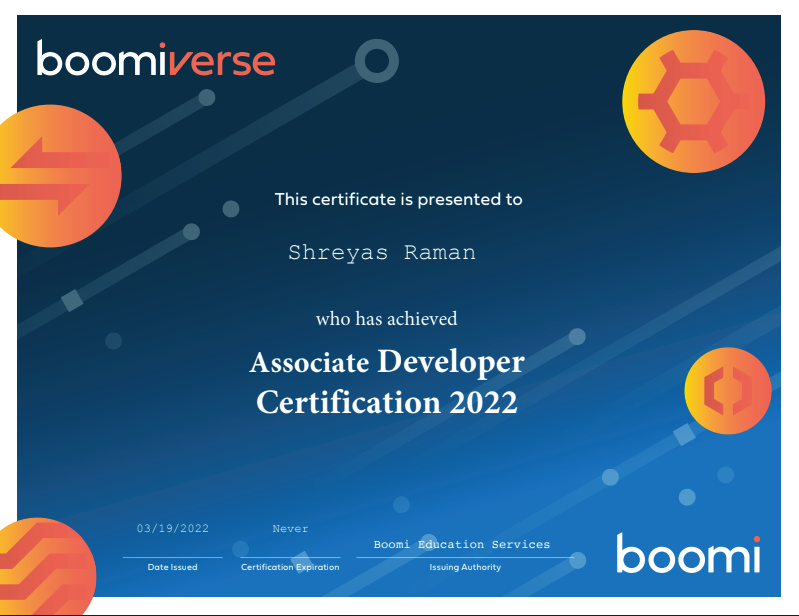 boomiverse
This certificate is presented to
Shreyas Raman
who has achieved
Associate Developer
Certification 2022
03/19/2022
Never
Boomi Education Services
Date Issued
Certification Expiration
Issuing Authority
boomi